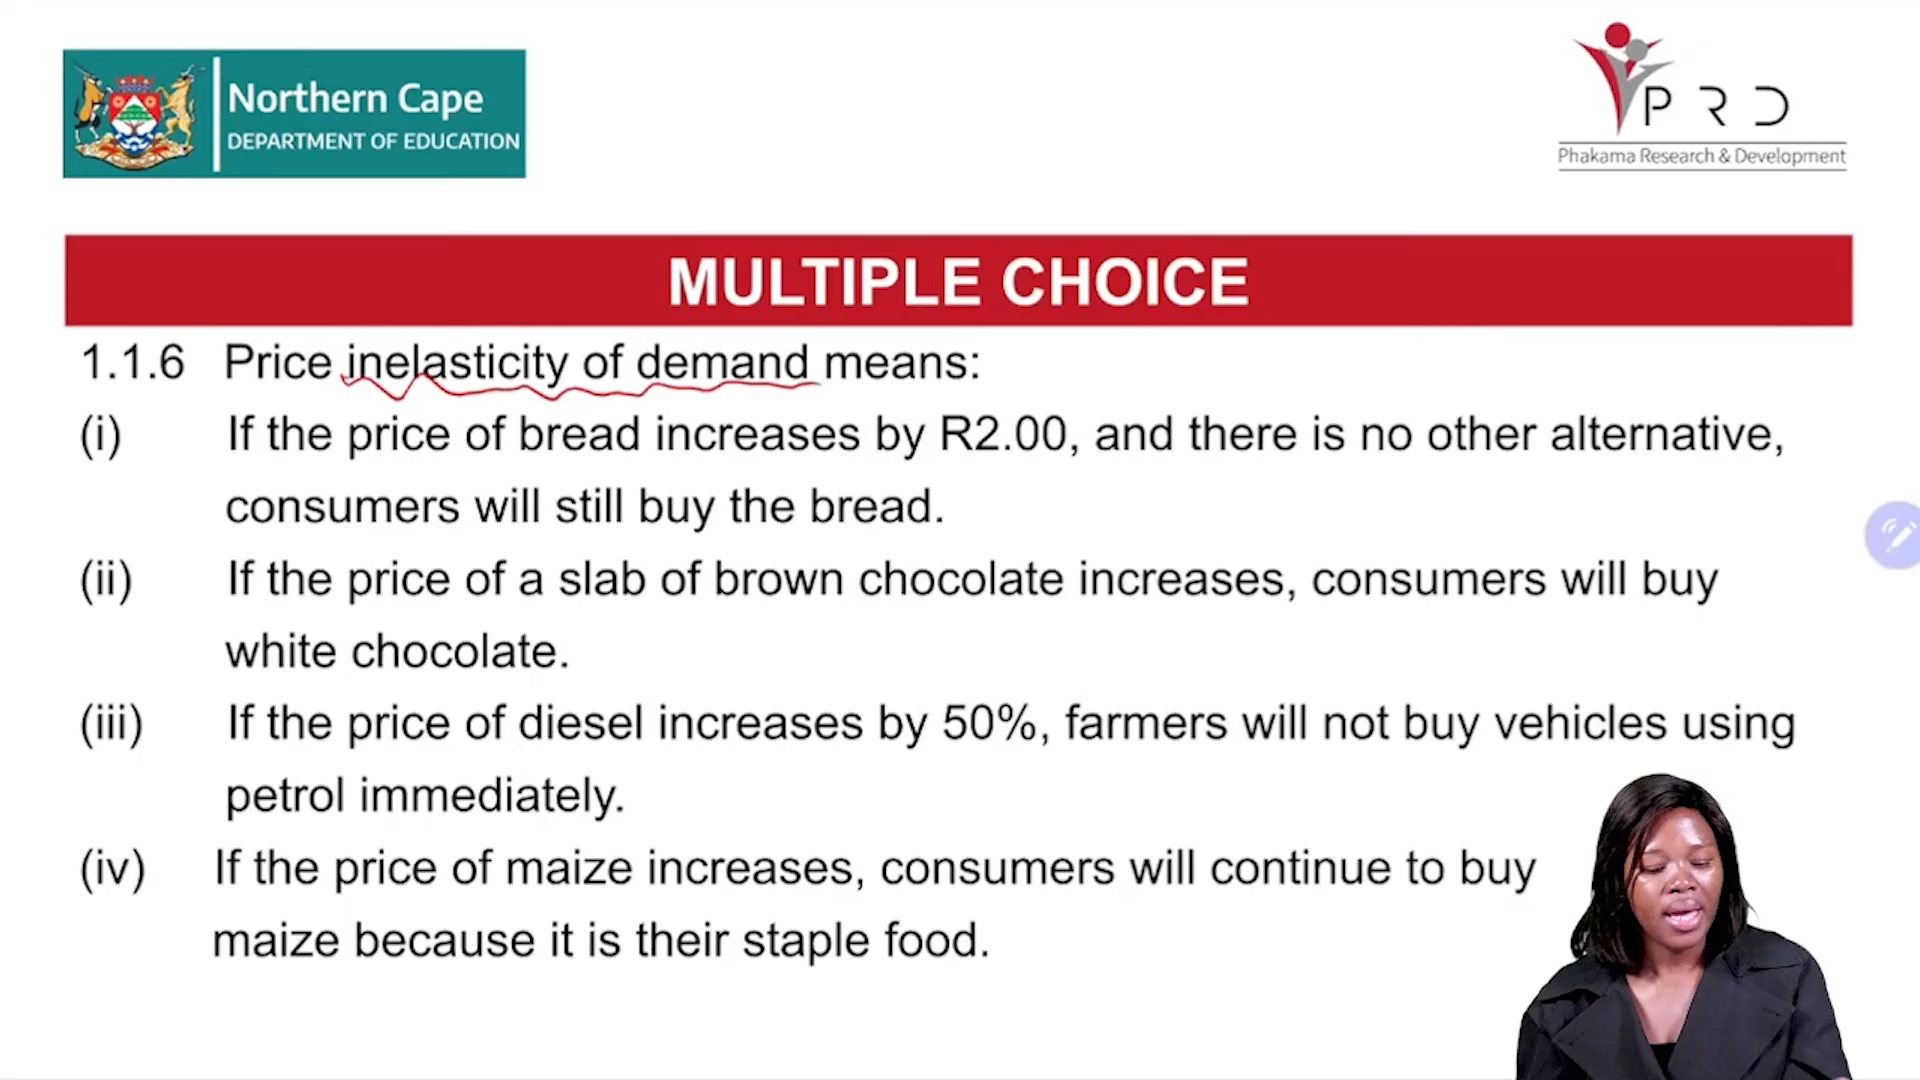 Northern Cape
DEPARTMENT OF EDUCATION
PRD
Phakama Research & Development
MULTIPLE CHOICE
1.1.6 Price inelasticity of demand means:
(i) If the price of bread increases by R2.00, and there is no other alternative,
consumers will still buy the bread.
(ii) If the price of a slab of brown chocolate increases, consumers will buy
white chocolate.
(iii) If the price of diesel increases by 50%, farmers will not buy vehicles using
petrol immediately.
(iv) If the price of maize increases, consumers will continue to buy
maize because it is their staple food.